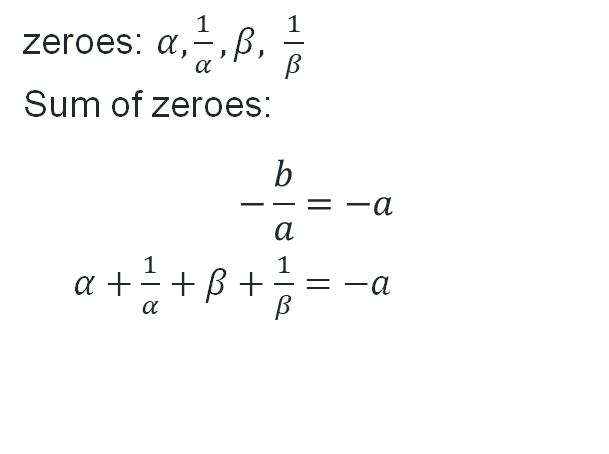 zeroes: α, 1/α, β, 1/β
Sum of zeroes:
−b/a = −a
α + 1/α + β + 1/β = −a